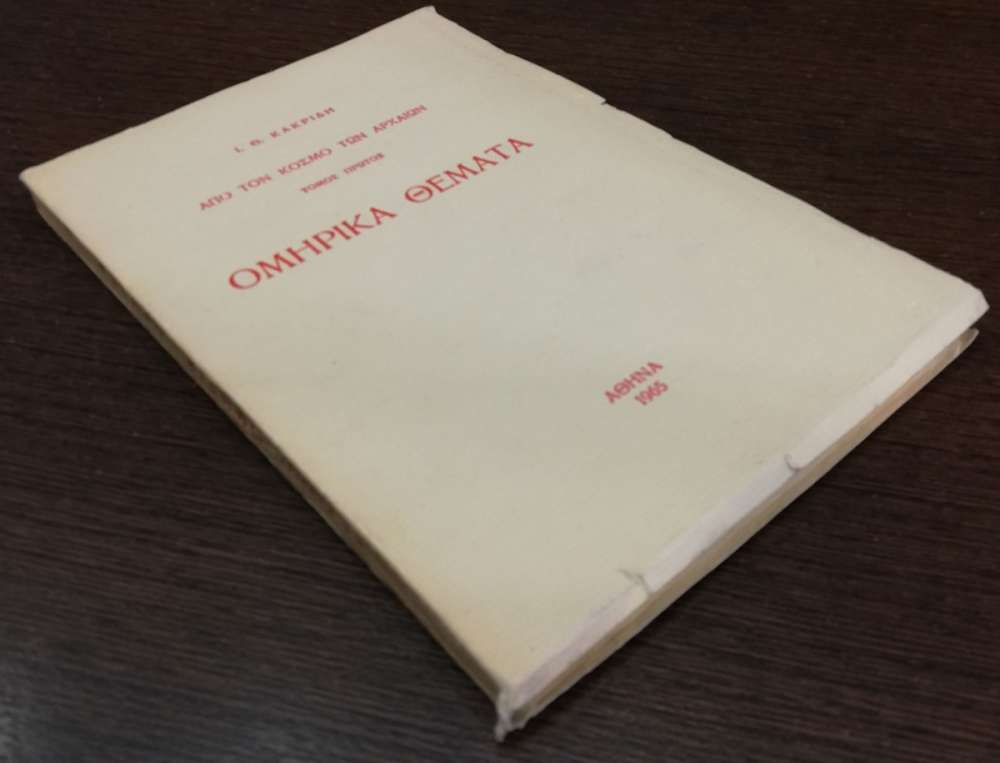 Ι. Θ. ΚΑΚΡΙΔΗ
ΑΠΟ ΤΟΝ ΚΟΣΜΟ ΤΩΝ ΑΡΧΑΙΩΝ
ΤΟΜΟΣ ΠΡΩΤΟΣ
ΟΜΗΡΙΚΑ ΘΕΜΑΤΑ
ΑΘΗΝΑ
1965